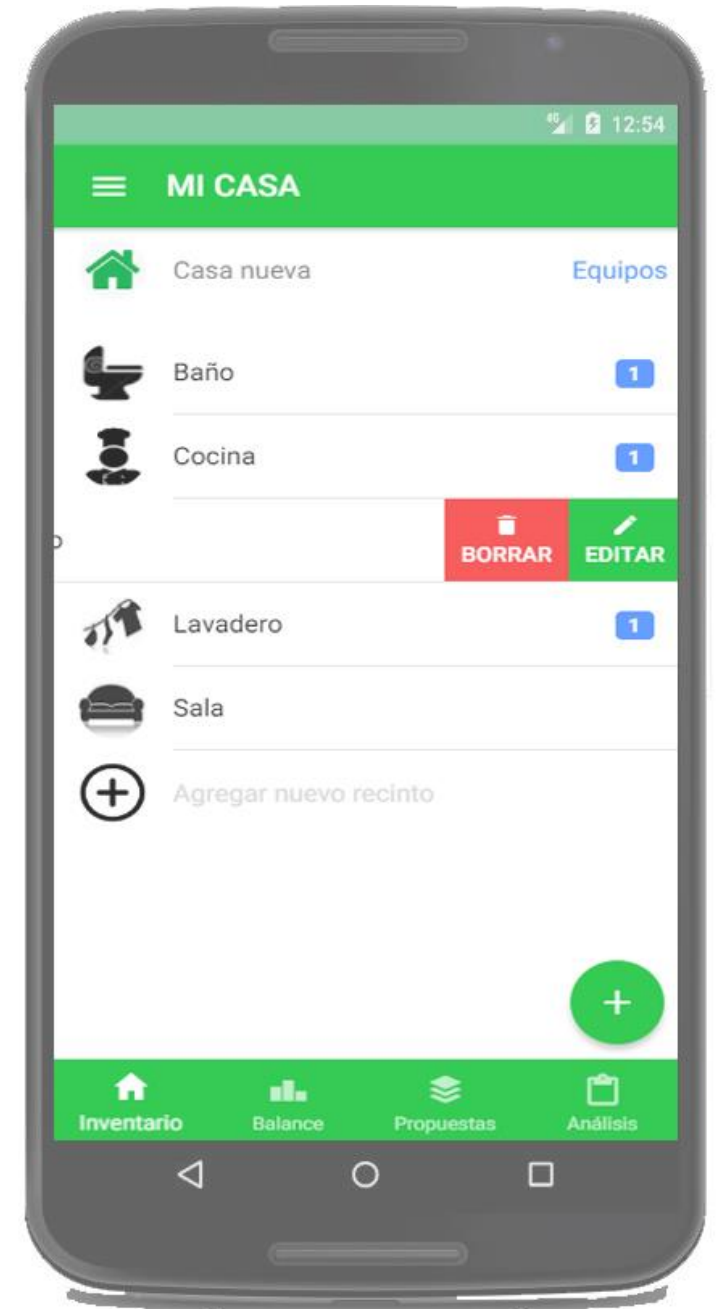 4G 12:54
MI CASA
Casa nueva Equipos
Baño 1
Cocina 1
o BORRAR EDITAR
Lavadero 1
Sala
Agregar nuevo recinto
+
Inventario Balance Propuestas Análisis